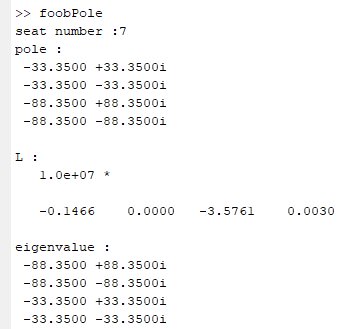 >> foobPole
seat number :7
pole :
-33.3500 +33.3500i
-33.3500 -33.3500i
-88.3500 +88.3500i
-88.3500 -88.3500i
L :
1.0e+07 *
-0.1466 0.0000 -3.5761 0.0030
eigenvalue :
-88.3500 +88.3500i
-88.3500 -88.3500i
-33.3500 +33.3500i
-33.3500 -33.3500i